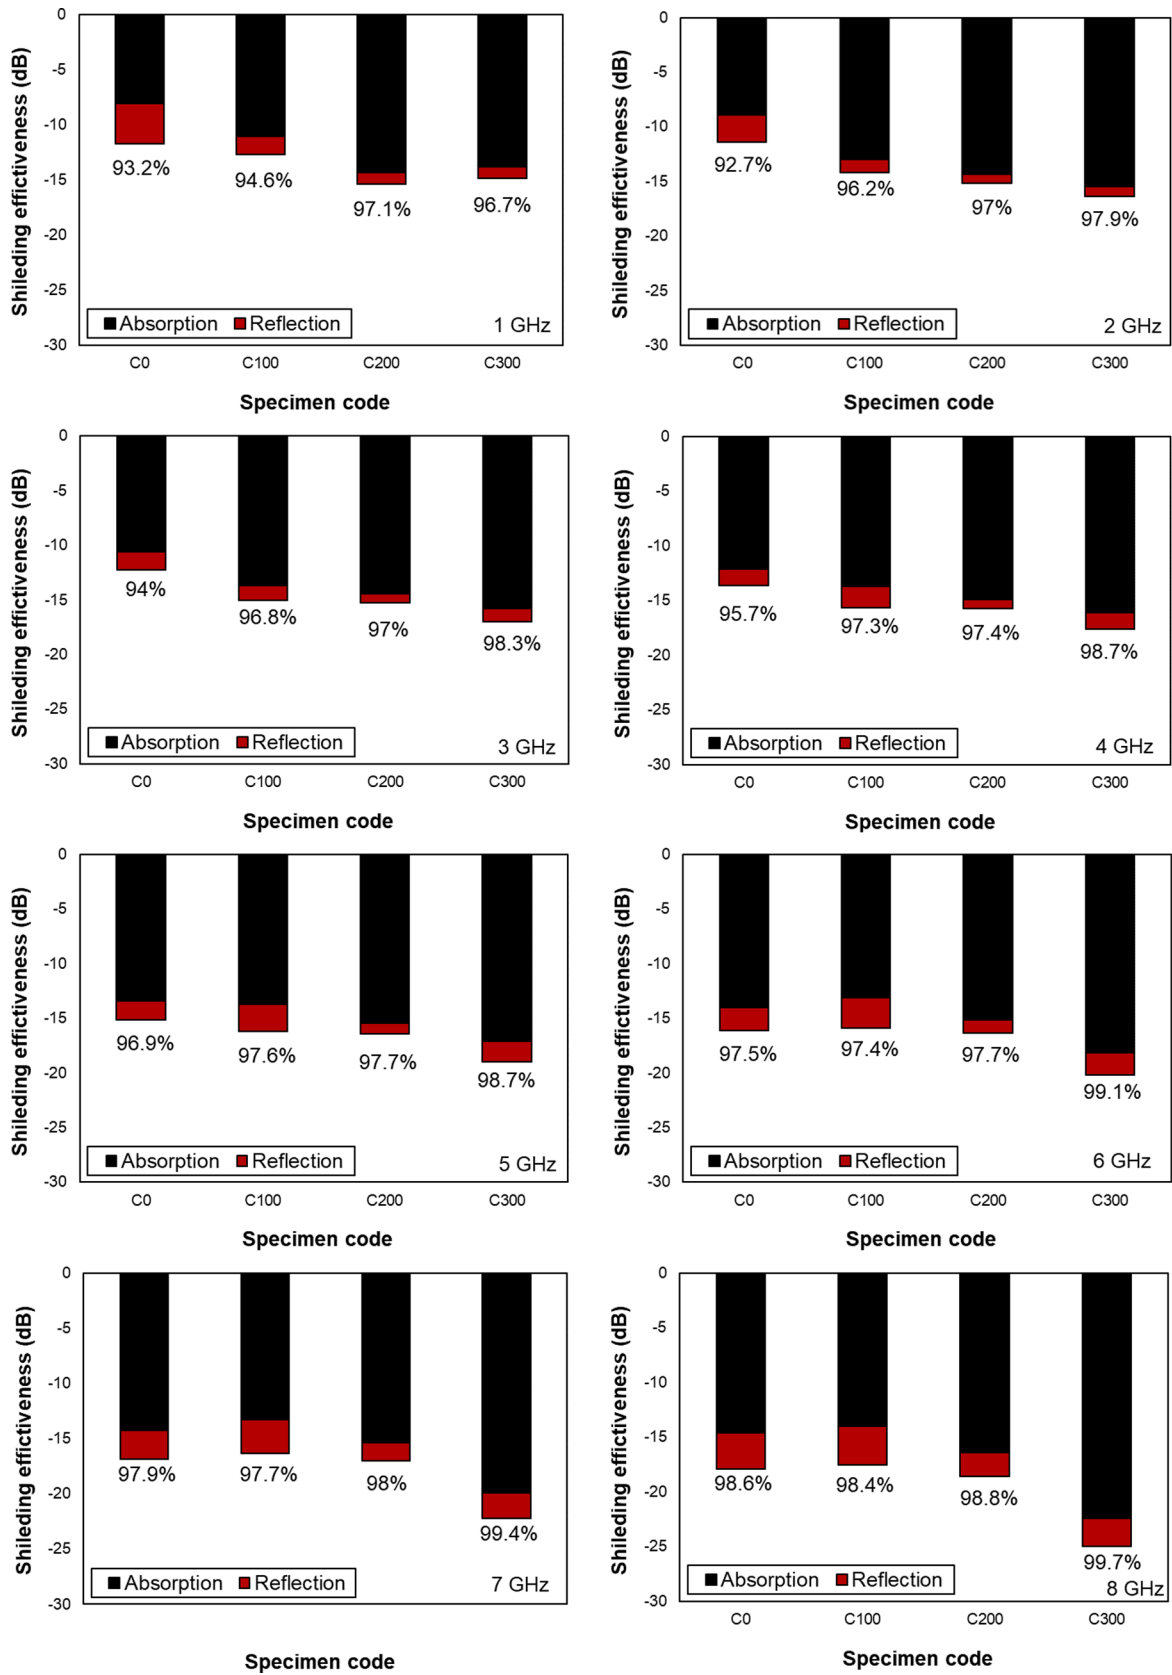 Shileding effictiveness (dB)
0
-5
-10
-15
-20
-25
-30
93.2%
94.6%
97.1%
96.7%
Absorption Reflection
1 GHz
C0 C100 C200 C300
Specimen code
Shileding effictiveness (dB)
0
-5
-10
-15
-20
-25
-30
92.7%
96.2%
97%
97.9%
Absorption Reflection
2 GHz
C0 C100 C200 C300
Specimen code
Shileding effictiveness (dB)
0
-5
-10
-15
-20
-25
-30
94%
96.8%
97%
98.3%
Absorption Reflection
3 GHz
C0 C100 C200 C300
Specimen code
Shileding effictiveness (dB)
0
-5
-10
-15
-20
-25
-30
95.7%
97.3%
97.4%
98.7%
Absorption Reflection
4 GHz
C0 C100 C200 C300
Specimen code
Shileding effictiveness (dB)
0
-5
-10
-15
-20
-25
-30
96.9%
97.6%
97.7%
98.7%
Absorption Reflection
5 GHz
C0 C100 C200 C300
Specimen code
Shileding effictiveness (dB)
0
-5
-10
-15
-20
-25
-30
97.5%
97.4%
97.7%
99.1%
Absorption Reflection
6 GHz
C0 C100 C200 C300
Specimen code
Shileding effictiveness (dB)
0
-5
-10
-15
-20
-25
-30
97.9%
97.7%
98%
99.4%
Absorption Reflection
7 GHz
Specimen code
Shileding effictiveness (dB)
0
-5
-10
-15
-20
-25
-30
98.6%
98.4%
98.8%
99.7%
Absorption Reflection
8 GHz
C0 C100 C200 C300
Specimen code